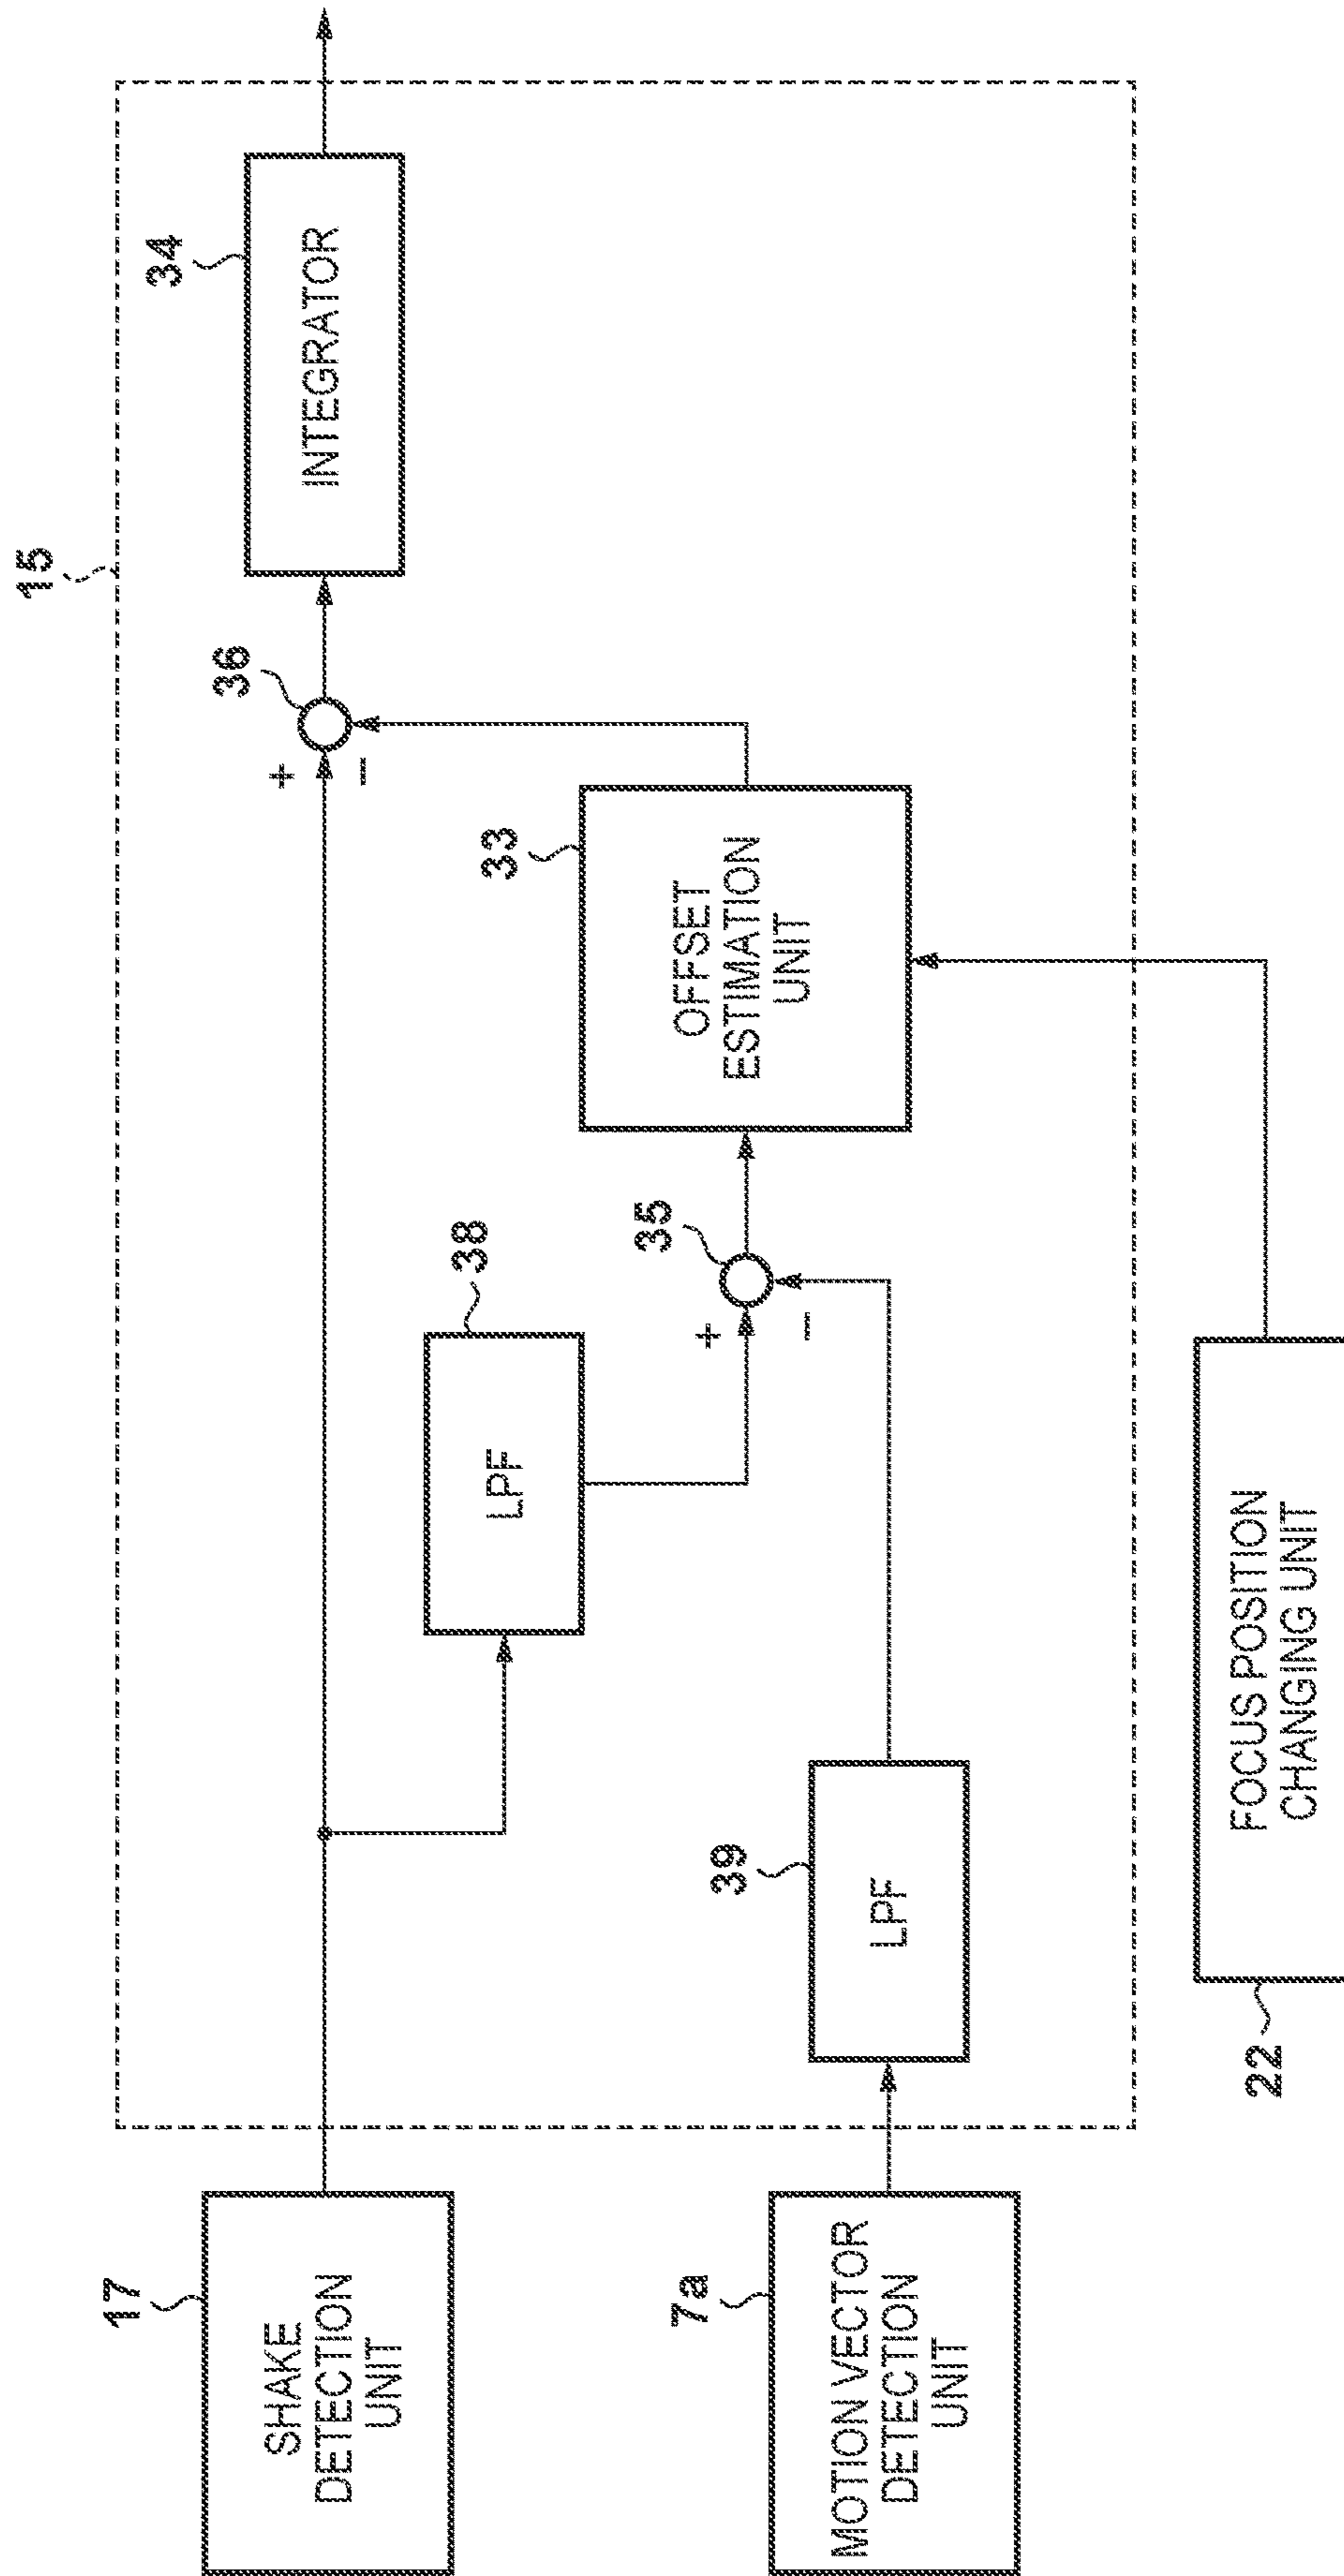 15
17
SHAKE
DETECTION
UNIT
36
+
−
34
INTEGRATOR
38
LPF
35
+
−
33
OFFSET
ESTIMATION
UNIT
7a
MOTION VECTOR
DETECTION
UNIT
39
LPF
22
FOCUS POSITION
CHANGING UNIT